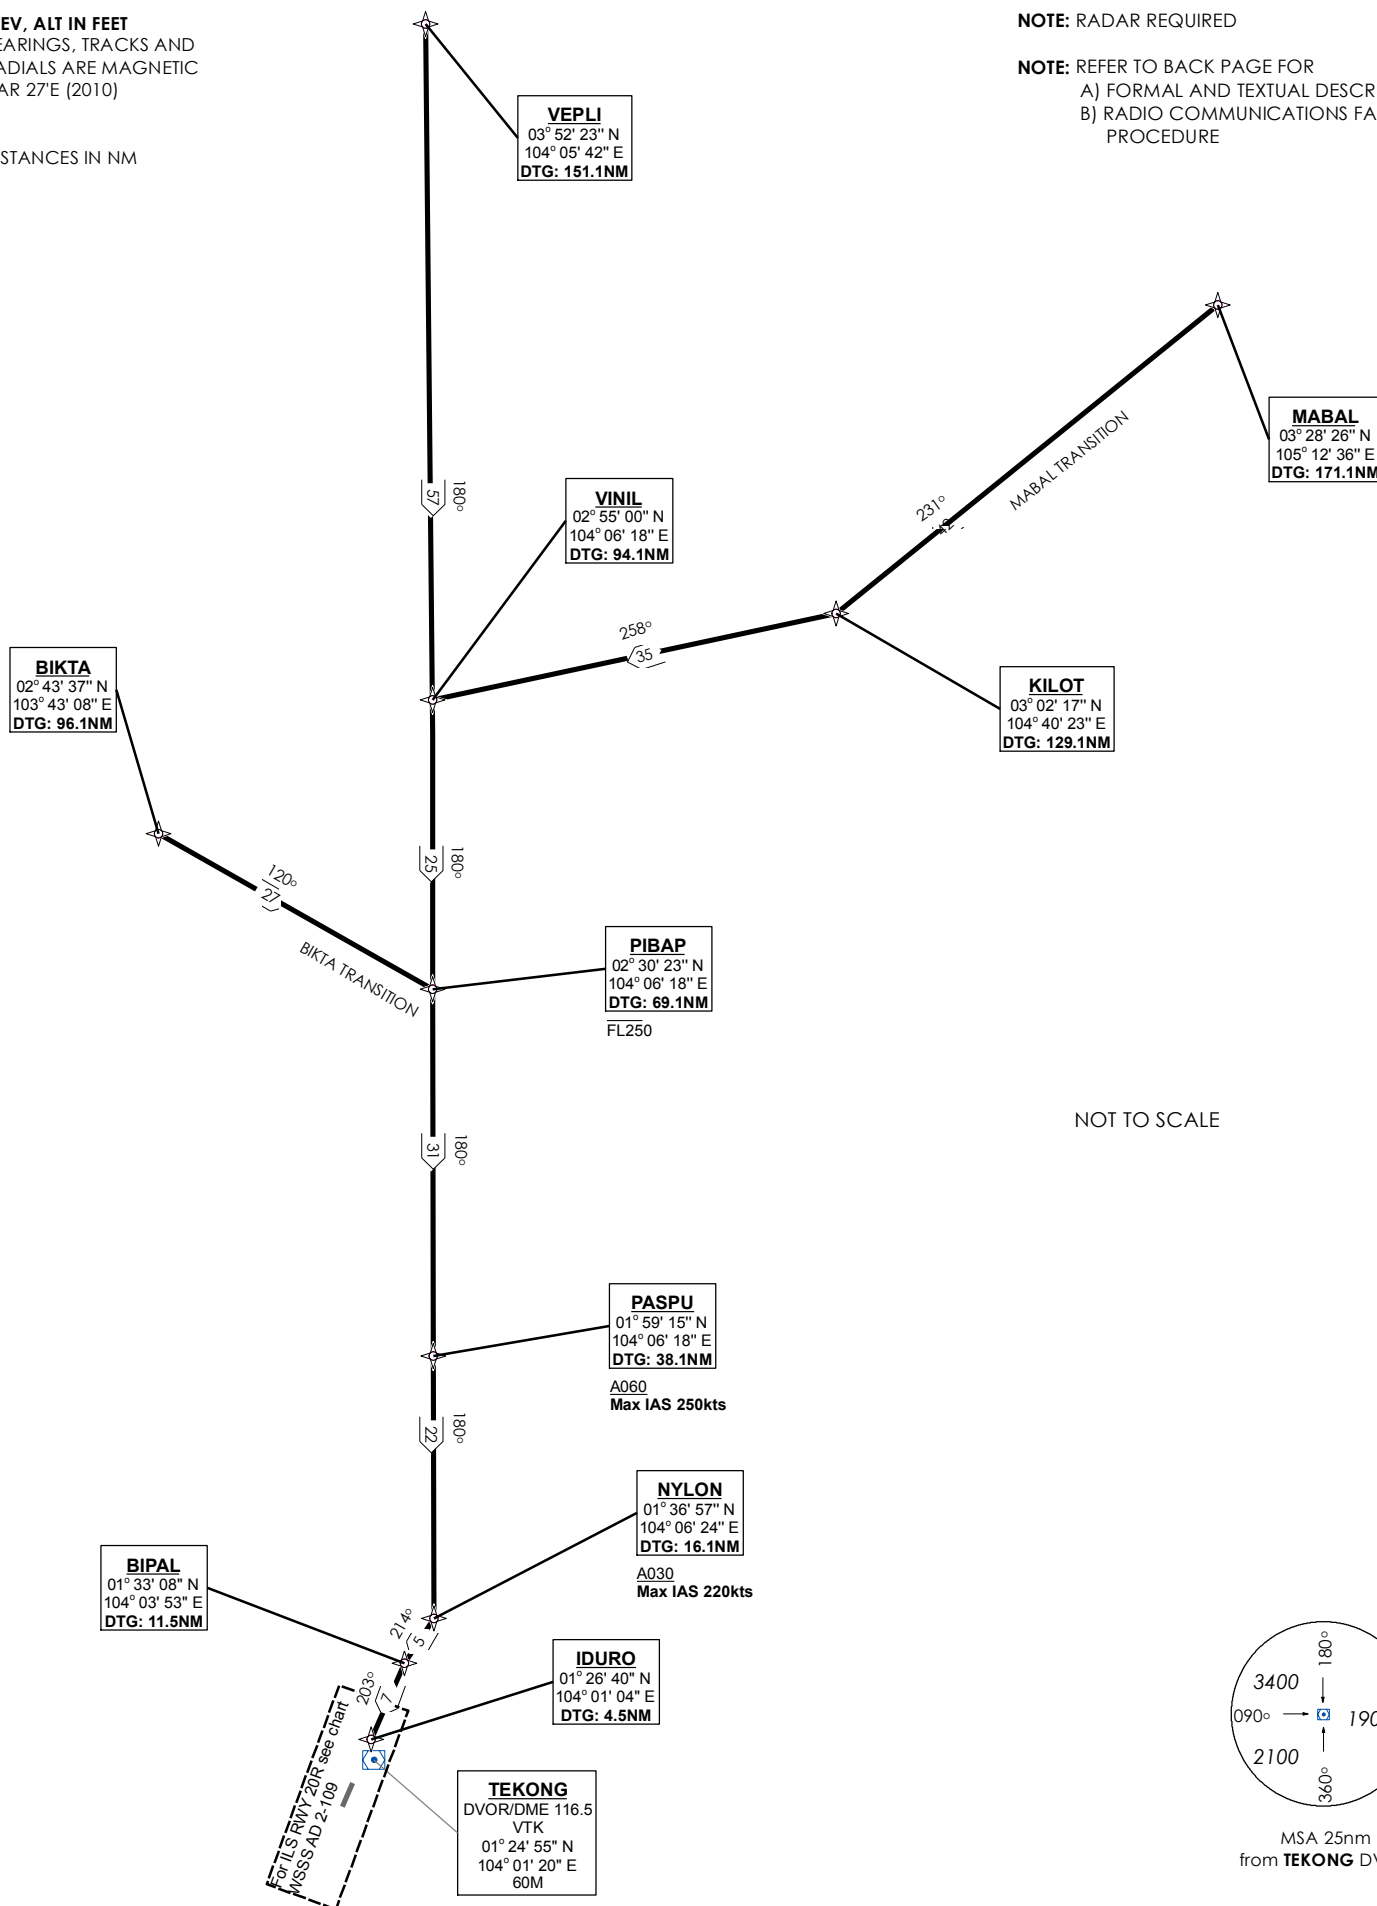 EV, ALT IN FEET
EARINGS, TRACKS AND
ADIALS ARE MAGNETIC
AR 27'E (2010)
STANCES IN NM
NOTE: RADAR REQUIRED
NOTE: REFER TO BACK PAGE FOR
A) FORMAL AND TEXTUAL DESCR
B) RADIO COMMUNICATIONS FA
PROCEDURE
VEPLI
03° 52' 23" N
104° 05' 42" E
DTG: 151.1NM
MABAL
03° 28' 26" N
105° 12' 36" E
DTG: 171.1NM
MABAL TRANSITION
231°
42
57
180°
VINIL
02° 55' 00" N
104° 06' 18" E
DTG: 94.1NM
258°
35
KILOT
03° 02' 17" N
104° 40' 23" E
DTG: 129.1NM
BIKTA
02° 43' 37" N
103° 43' 08" E
DTG: 96.1NM
120°
27
BIKTA TRANSITION
25
180°
PIBAP
02° 30' 23" N
104° 06' 18" E
DTG: 69.1NM
FL250
NOT TO SCALE
31
180°
PASPU
01° 59' 15" N
104° 06' 18" E
DTG: 38.1NM
A060
Max IAS 250kts
22
180°
NYLON
01° 36' 57" N
104° 06' 24" E
DTG: 16.1NM
A030
Max IAS 220kts
BIPAL
01° 33' 08" N
104° 03' 53" E
DTG: 11.5NM
214°
5
IDURO
01° 26' 40" N
104° 01' 04" E
DTG: 4.5NM
203°
7
For ILS RWY 20R see chart
WSSS AD 2-109
TEKONG
DVOR/DME 116.5
VTK
01° 24' 55" N
104° 01' 20" E
60M
180°
3400
090°
190
2100
360°
MSA 25nm
from TEKONG DV